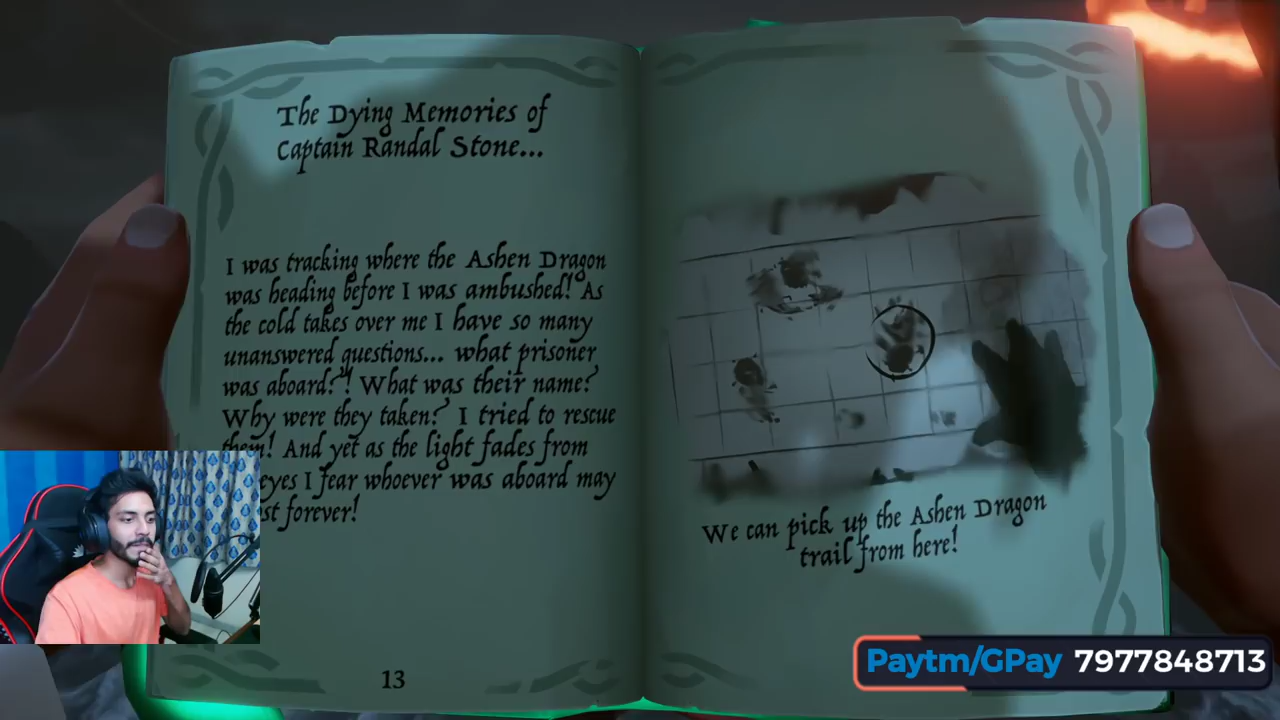 The Dying Memories of
Captain Randal Stone...
I was tracking where the Ashen Dragon
was heading before I was ambushed! As
the cold takes over me I have so many
unanswered questions... what prisoner
was aboard?! What was their name?
Why were they taken? I tried to rescue
them! And yet as the light fades from
eyes I fear whoever was aboard may
forever!
13
We can pick up the Ashen Dragon
trail from here!
Paytm/GPay 7977848713